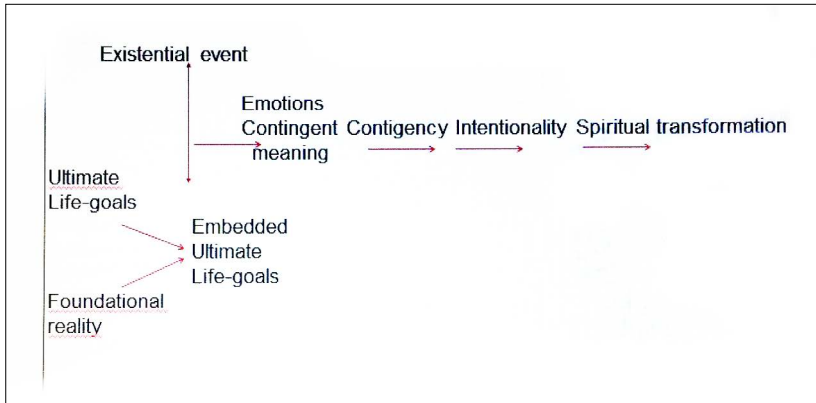 Existential event
Emotions
Contingent Contigency Intentionality Spiritual transformation
meaning
Ultimate
Life-goals
Embedded
Ultimate
Life-goals
Foundational
reality